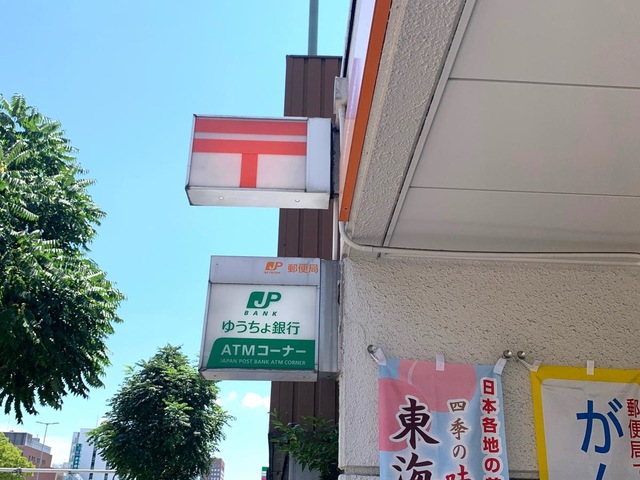 〒
JP 郵便局
JP
BANK
ゆうちょ銀行
ATMコーナー
JAPAN POST BANK ATM CORNER
日本各地の
四季の味
東海
郵便局で
がん